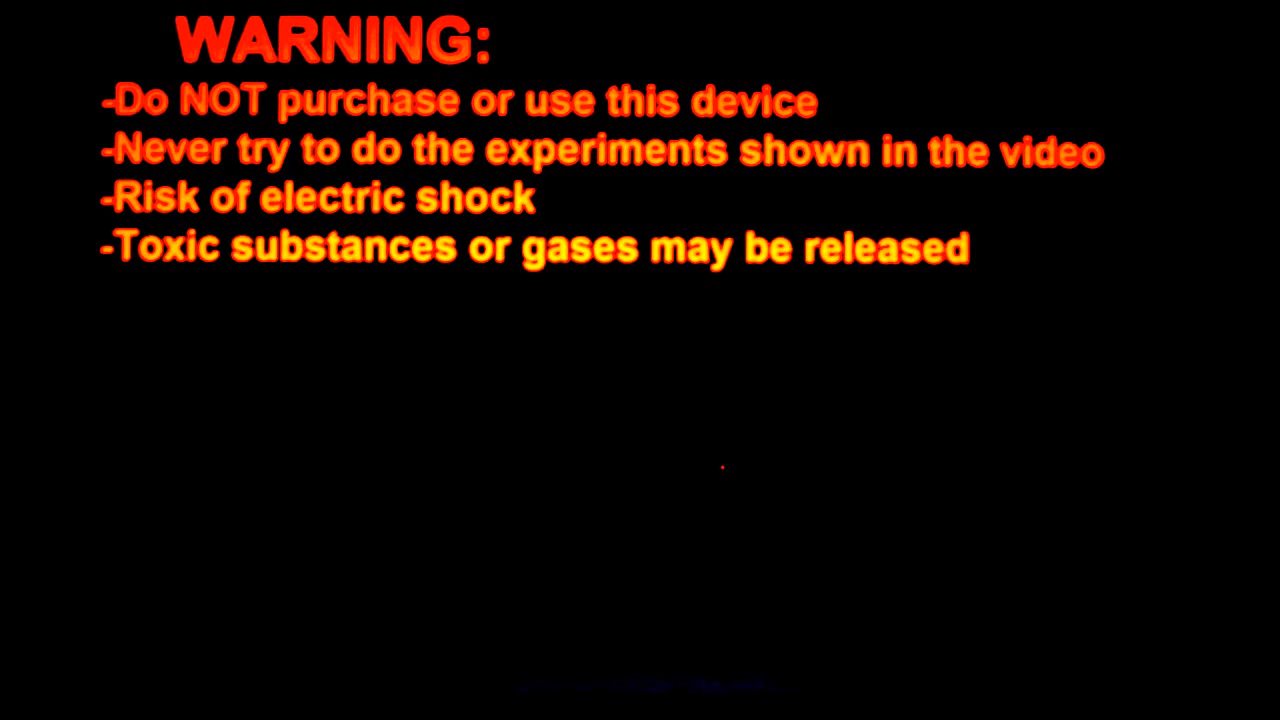 WARNING:
-Do NOT purchase or use this device
-Never try to do the experiments shown in the video
-Risk of electric shock
-Toxic substances or gases may be released